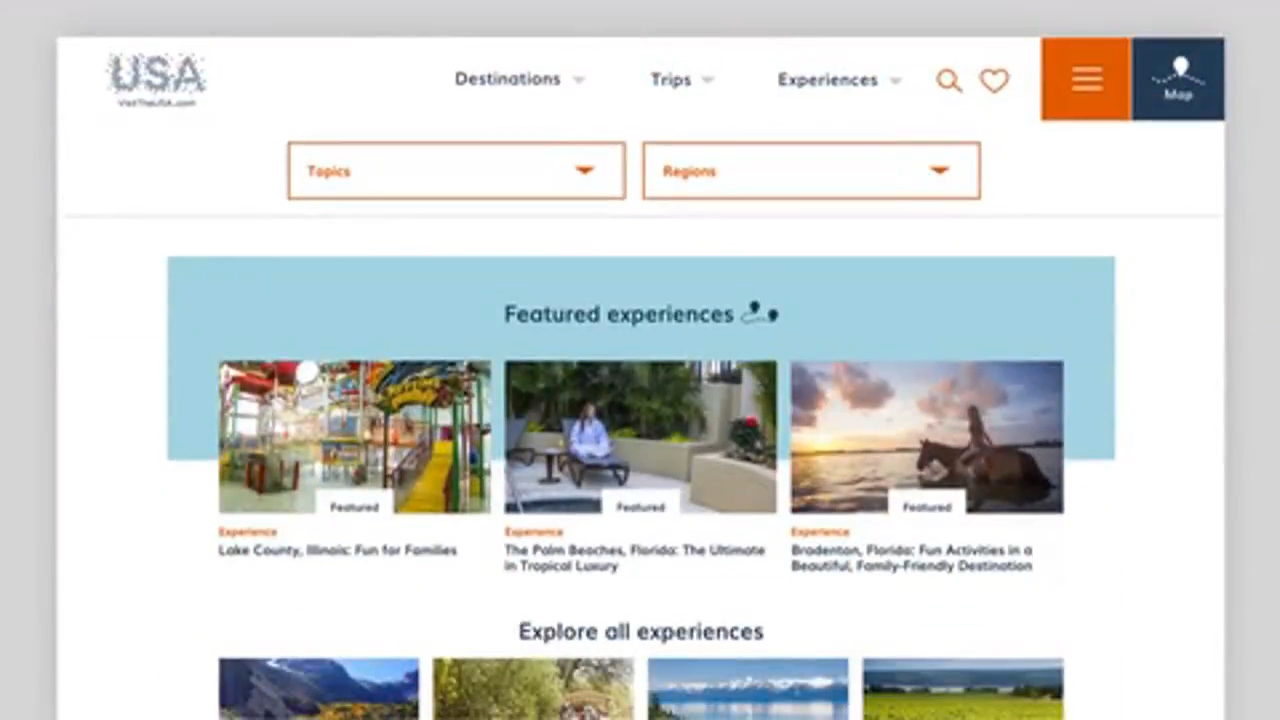 USA
VisitTheUSA.com
Destinations
Trips
Experiences
Map
Topics
Regions
Featured experiences
Featured
Featured
Featured
Experience
Lake County, Illinois: Fun for Families
Experience
The Palm Beaches, Florida: The Ultimate
in Tropical Luxury
Experience
Bradenton, Florida: Fun Activities in a
Beautiful, Family-Friendly Destination
Explore all experiences